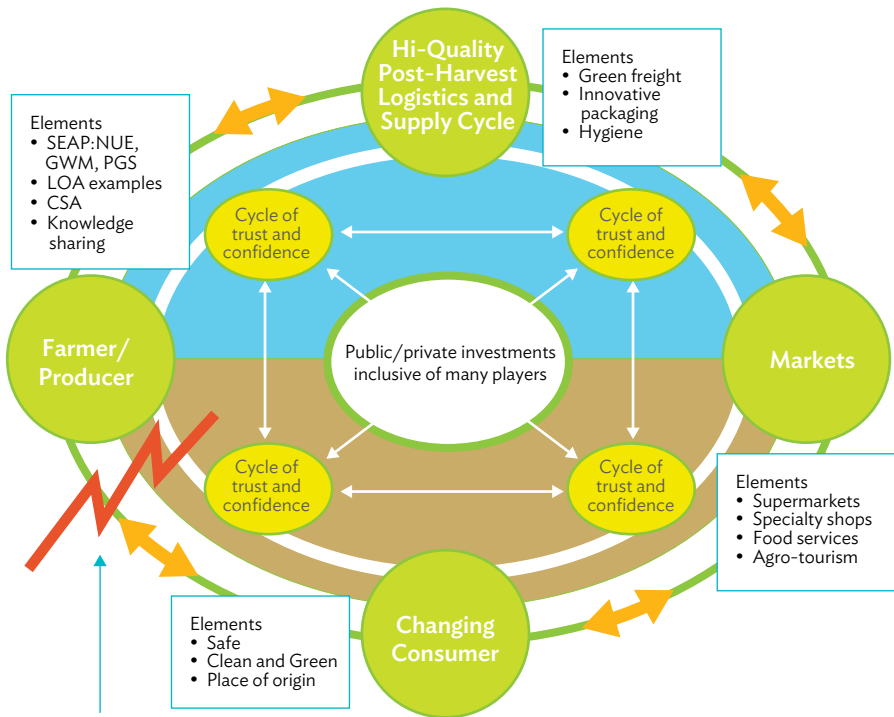 Hi-Quality
Post-Harvest
Logistics and
Supply Cycle
Elements
• Green freight
• Innovative
packaging
• Hygiene
Elements
• SEAP:NUE,
GWM, PGS
• LOA examples
• CSA
• Knowledge
sharing
Cycle of
trust and
confidence
Cycle of
trust and
confidence
Farmer/
Producer
Public/private investments
inclusive of many players
Markets
Cycle of
trust and
confidence
Cycle of
trust and
confidence
Elements
• Supermarkets
• Specialty shops
• Food services
• Agro-tourism
Elements
• Safe
• Clean and Green
• Place of origin
Changing
Consumer